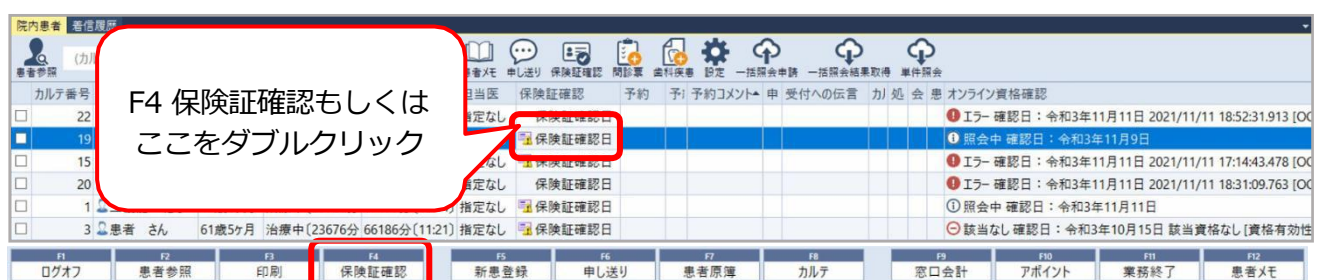 院内患者 着信履歴
患者参照 者メモ 申し送り 保険証確認 問診票 歯科疾患 設定 一括照会申請 一括照会結果取得 単件照会
F4 保険証確認もしくは
ここをダブルクリック
カルテ番号 担当医 保険証確認 予約 予 予約コメント 申 受付への伝言 カ 処 会 患 オンライン資格確認
22 指定なし 保険証確認日 エラー 確認日：令和3年11月11日 2021/11/11 18:52:31.913 [OC
19 保険証確認日 照会中 確認日：令和3年11月9日
15 保険証確認日 エラー 確認日：令和3年11月11日 2021/11/11 17:14:43.478 [OC
20 指定なし 保険証確認日 エラー 確認日：令和3年11月11日 2021/11/11 18:31:09.763 [OC
1 指定なし 保険証確認日 照会中 確認日：令和3年11月11日
3 患者 さん 61歳5ヶ月 治療中(23676分 66186分(11:21) 指定なし 保険証確認日 該当なし 確認日：令和3年10月15日 該当資格なし [資格有効性
F1 F2 F3 F4 F5 F6 F7 F8 F9 F10 F11 F12
ログオフ 患者参照 印刷 保険証確認 新患登録 申し送り 患者原簿 カルテ 窓口会計 アポイント 業務終了 患者メモ